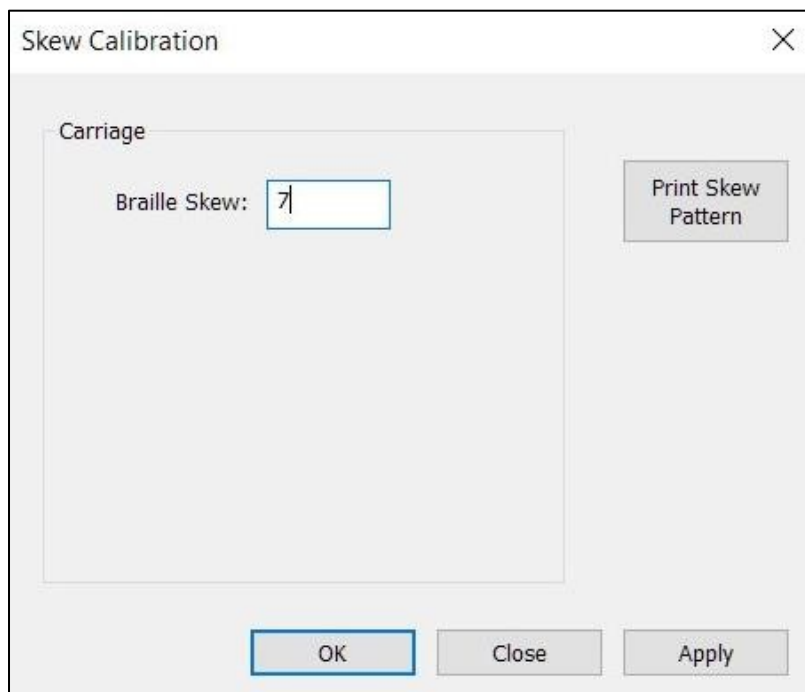 Skew Calibration
Carriage
Braille Skew: 7
Print Skew
Pattern
OK Close Apply